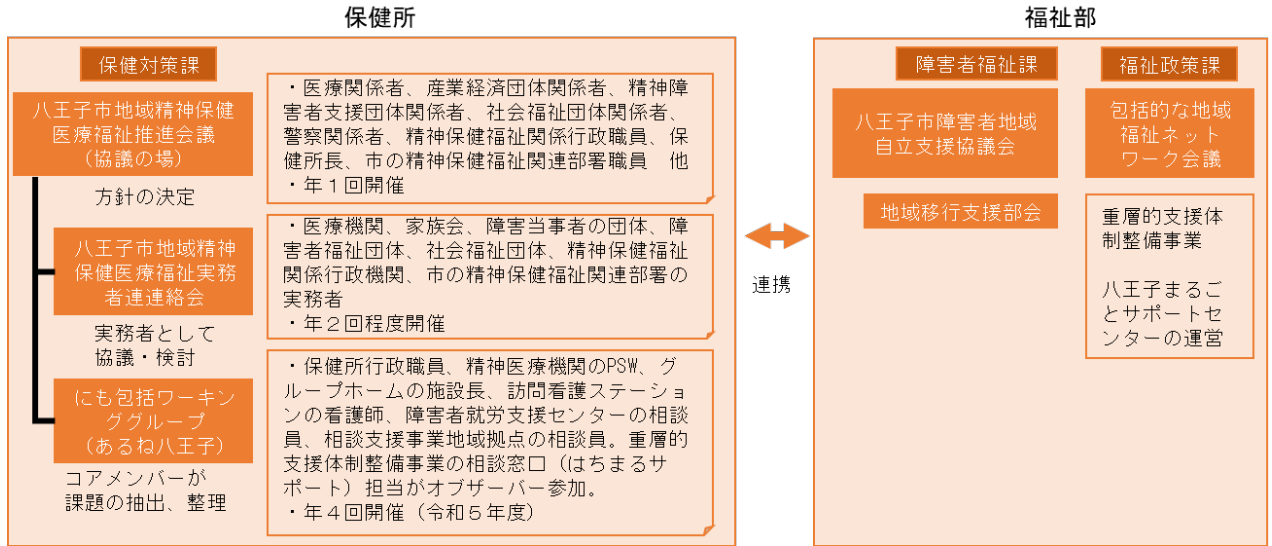 保健所
保健対策課
八王子市地域精神保健
医療福祉推進会議
（協議の場）
方針の決定
・医療関係者、産業経済団体関係者、精神障
害者支援団体関係者、社会福祉団体関係者、
警察関係者、精神保健福祉関係行政職員、保
健所長、市の精神保健福祉関連部署職員　他
・年１回開催
八王子市地域精神
保健医療福祉実務
者連連絡会
実務者として
協議・検討
・医療機関、家族会、障害当事者の団体、障
害者福祉団体、社会福祉団体、精神保健福祉
関係行政機関、市の精神保健福祉関連部署の
実務者
・年２回程度開催
にも包括ワーキン
ググループ
（あるね八王子）
コアメンバーが
課題の抽出、整理
・保健所行政職員、精神医療機関のPSW、グ
ループホームの施設長、訪問看護ステーショ
ンの看護師、障害者就労支援センターの相談
員、相談支援事業地域拠点の相談員。重層的
支援体制整備事業の相談窓口（はちまるサ
ポート）担当がオブザーバー参加。
・年４回開催（令和５年度）
連携
福祉部
障害者福祉課
八王子市障害者地域
自立支援協議会
地域移行支援部会
福祉政策課
包括的な地域
福祉ネット
ワーク会議
重層的支援体
制整備事業
八王子まるご
とサポートセ
ンターの運営